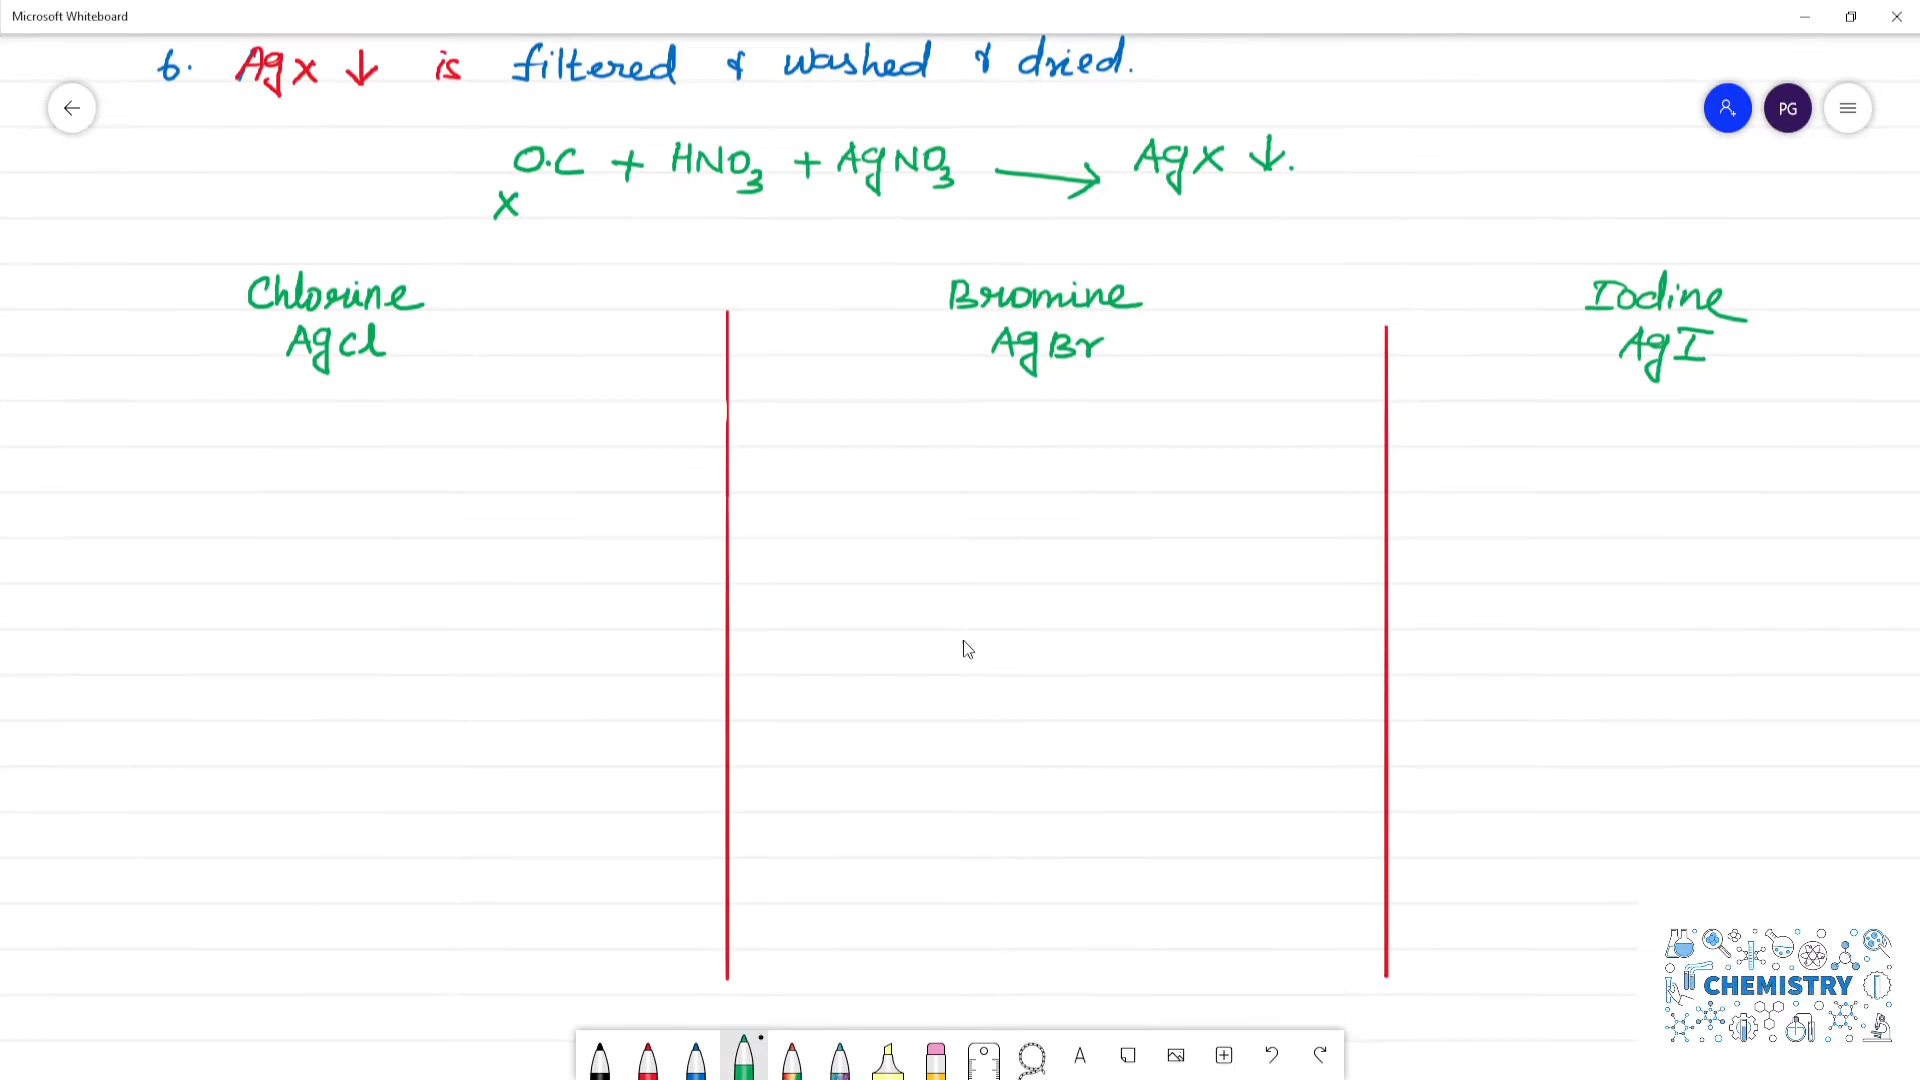 Microsoft Whiteboard
6. AgX ↓ is filtered & washed & dried.
PG
O.C + HNO₃ + AgNO₃ → AgX ↓.
X
Chlorine Bromine Iodine
AgCl AgBr AgI
CHEMISTRY
A